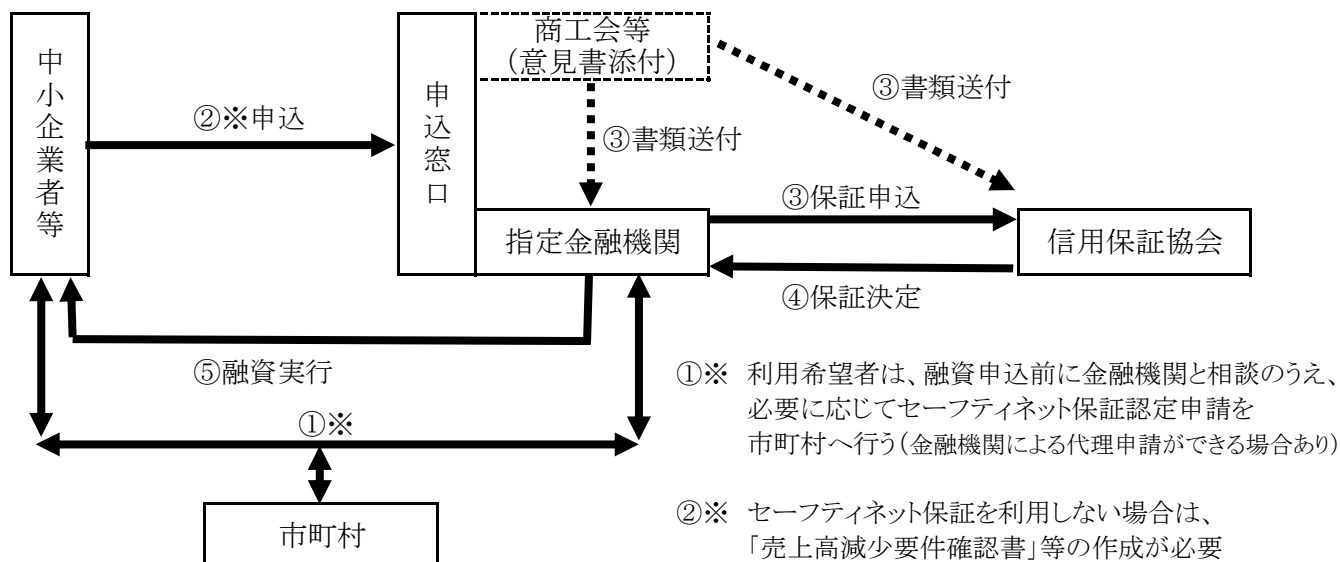 中小企業者等
②※申込
申込窓口
商工会等
(意見書添付)
③書類送付
③書類送付
指定金融機関
③保証申込
④保証決定
信用保証協会
⑤融資実行
①※
市町村
①※ 利用希望者は、融資申込前に金融機関と相談のうえ、
必要に応じてセーフティネット保証認定申請を
市町村へ行う(金融機関による代理申請ができる場合あり)
②※ セーフティネット保証を利用しない場合は、
「売上高減少要件確認書」等の作成が必要